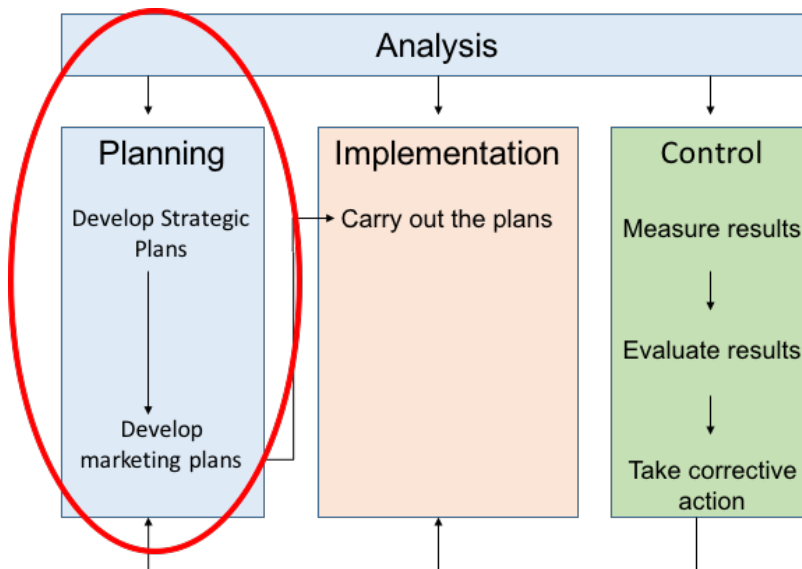 Analysis
Planning
Develop Strategic
Plans
Develop
marketing plans
Implementation
Carry out the plans
Control
Measure results
Evaluate results
Take corrective
action